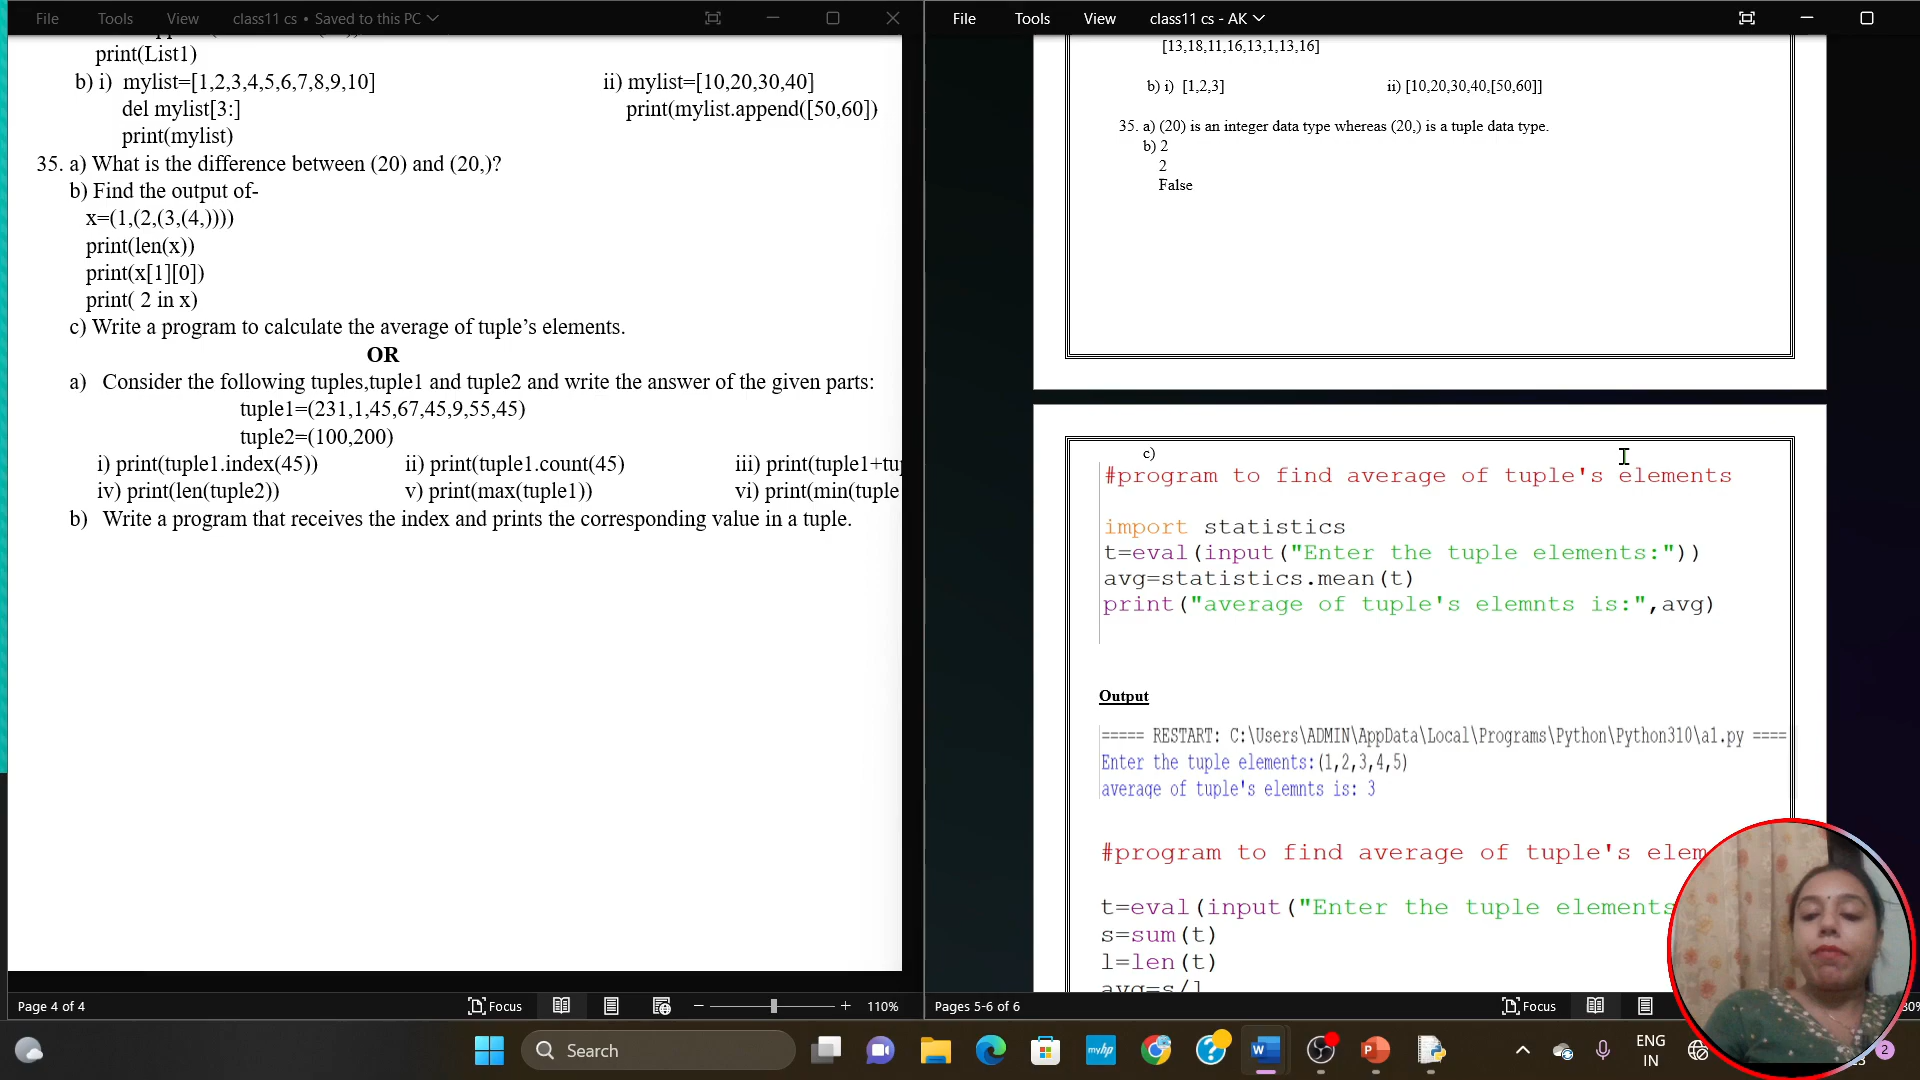 File Tools View class11 cs • Saved to this PC
print(List1)
b) i) mylist=[1,2,3,4,5,6,7,8,9,10] ii) mylist=[10,20,30,40]
del mylist[3:] print(mylist.append([50,60])
print(mylist)
35. a) What is the difference between (20) and (20,)?
b) Find the output of-
x=(1,(2,(3,(4,))))
print(len(x))
print(x[1][0])
print( 2 in x)
c) Write a program to calculate the average of tuple’s elements.
OR
a) Consider the following tuples,tuple1 and tuple2 and write the answer of the given parts:
tuple1=(231,1,45,67,45,9,55,45)
tuple2=(100,200)
i) print(tuple1.index(45)) ii) print(tuple1.count(45) iii) print(tuple1+tu
iv) print(len(tuple2)) v) print(max(tuple1)) vi) print(min(tuple
b) Write a program that receives the index and prints the corresponding value in a tuple.
Page 4 of 4 Focus 110%
File Tools View class11 cs - AK
[13,18,11,16,13,1,13,16]
b) i) [1,2,3] ii) [10,20,30,40,[50,60]]
35. a) (20) is an integer data type whereas (20,) is a tuple data type.
b) 2
2
False
c)
#program to find average of tuple's elements
import statistics
t=eval(input("Enter the tuple elements:"))
avg=statistics.mean(t)
print("average of tuple's elemnts is:",avg)
Output
===== RESTART: C:\Users\ADMIN\AppData\Local\Programs\Python\Python310\a1.py ====
Enter the tuple elements:(1,2,3,4,5)
average of tuple's elemnts is: 3
#program to find average of tuple's elem
t=eval(input("Enter the tuple elements
s=sum(t)
l=len(t)
avg=s/l
Pages 5-6 of 6 Focus
Search
myhp
ENG
IN
2